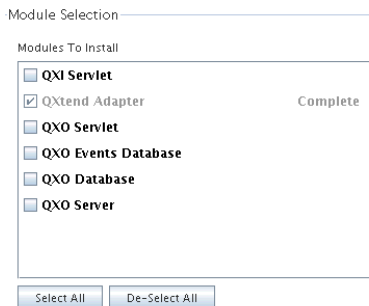 Module Selection
Modules To Install
QXI Servlet
QXtend Adapter Complete
QXO Servlet
QXO Events Database
QXO Database
QXO Server
Select All De-Select All